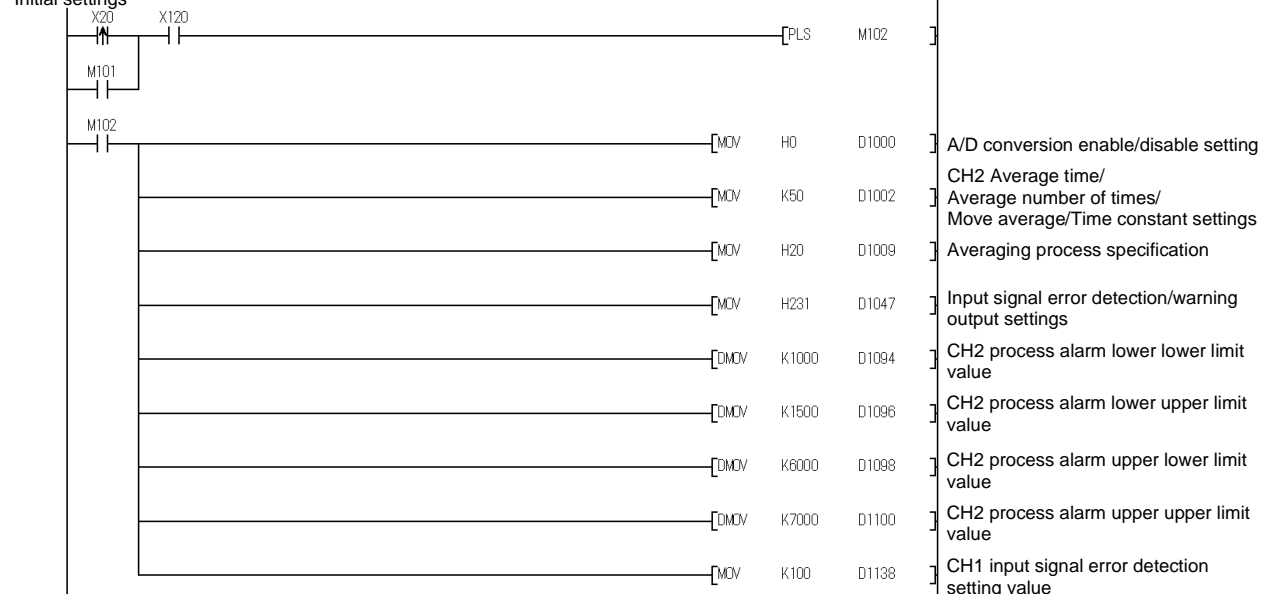 Initial settings
X20 X120
PLS M102
M101
M102
MOV H0 D1000 A/D conversion enable/disable setting
CH2 Average time/
MOV K50 D1002 Average number of times/
Move average/Time constant settings
MOV H20 D1009 Averaging process specification
MOV H231 D1047 Input signal error detection/warning
output settings
DMOV K1000 D1094 CH2 process alarm lower lower limit
value
DMOV K1500 D1096 CH2 process alarm lower upper limit
value
DMOV K6000 D1098 CH2 process alarm upper lower limit
value
DMOV K7000 D1100 CH2 process alarm upper upper limit
value
MOV K100 D1138 CH1 input signal error detection
setting value